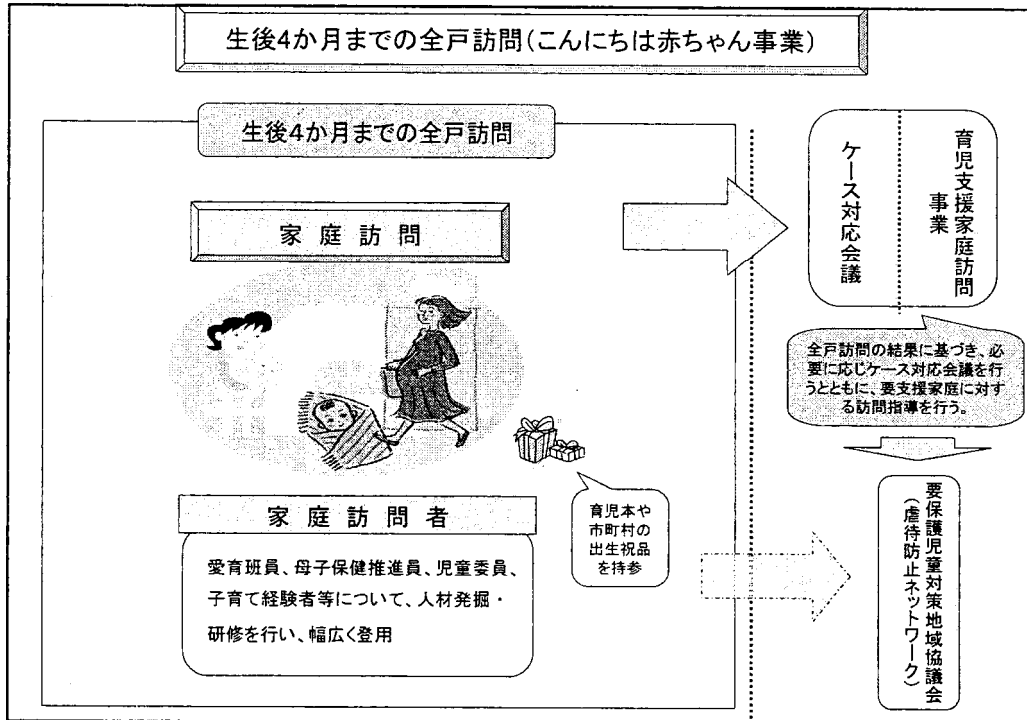 生後4か月までの全戸訪問(こんにちは赤ちゃん事業)
生後4か月までの全戸訪問
家庭訪問
育児本や
市町村の
出生祝品
を持参
家庭訪問者
愛育班員、母子保健推進員、児童委員、
子育て経験者等について、人材発掘・
研修を行い、幅広く登用
育児支援家庭訪問
事業
ケース対応会議
全戸訪問の結果に基づき、必
要に応じケース対応会議を行
うとともに、要支援家庭に対す
る訪問指導を行う。
要保護児童対策地域協議会
(虐待防止ネットワーク)